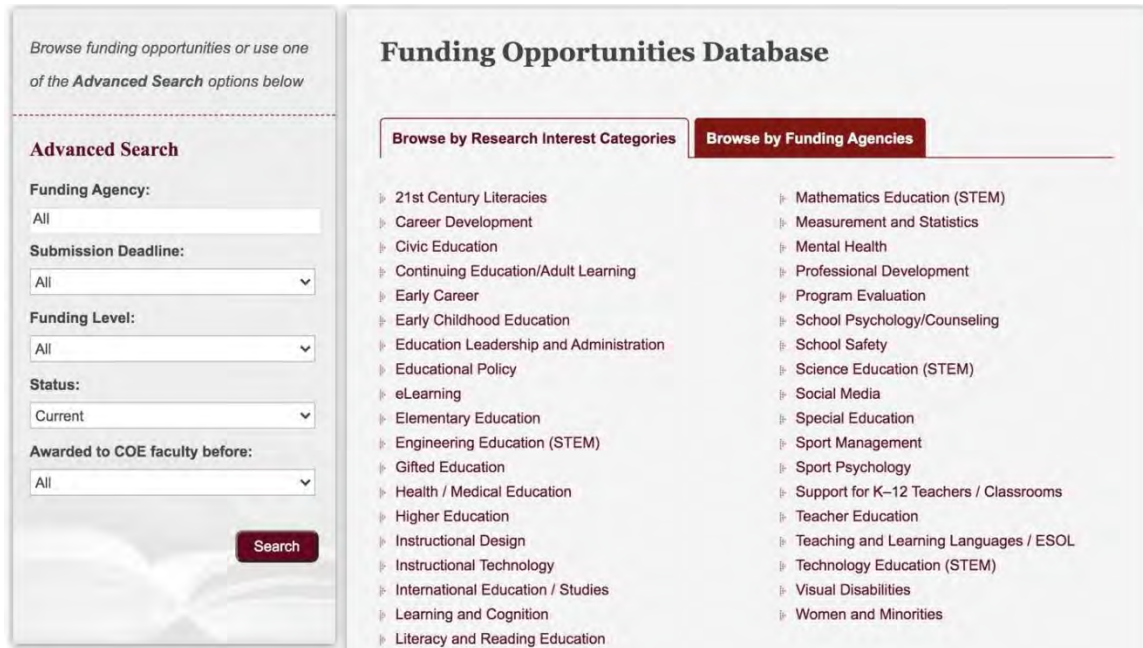 Browse funding opportunities or use one
of the Advanced Search options below
Advanced Search
Funding Agency:
All
Submission Deadline:
All
Funding Level:
All
Status:
Current
Awarded to COE faculty before:
All
Search
Funding Opportunities Database
Browse by Research Interest Categories
Browse by Funding Agencies
21st Century Literacies
Career Development
Civic Education
Continuing Education/Adult Learning
Early Career
Early Childhood Education
Education Leadership and Administration
Educational Policy
eLearning
Elementary Education
Engineering Education (STEM)
Gifted Education
Health / Medical Education
Higher Education
Instructional Design
Instructional Technology
International Education / Studies
Learning and Cognition
Literacy and Reading Education
Mathematics Education (STEM)
Measurement and Statistics
Mental Health
Professional Development
Program Evaluation
School Psychology/Counseling
School Safety
Science Education (STEM)
Social Media
Special Education
Sport Management
Sport Psychology
Support for K–12 Teachers / Classrooms
Teacher Education
Teaching and Learning Languages / ESOL
Technology Education (STEM)
Visual Disabilities
Women and Minorities